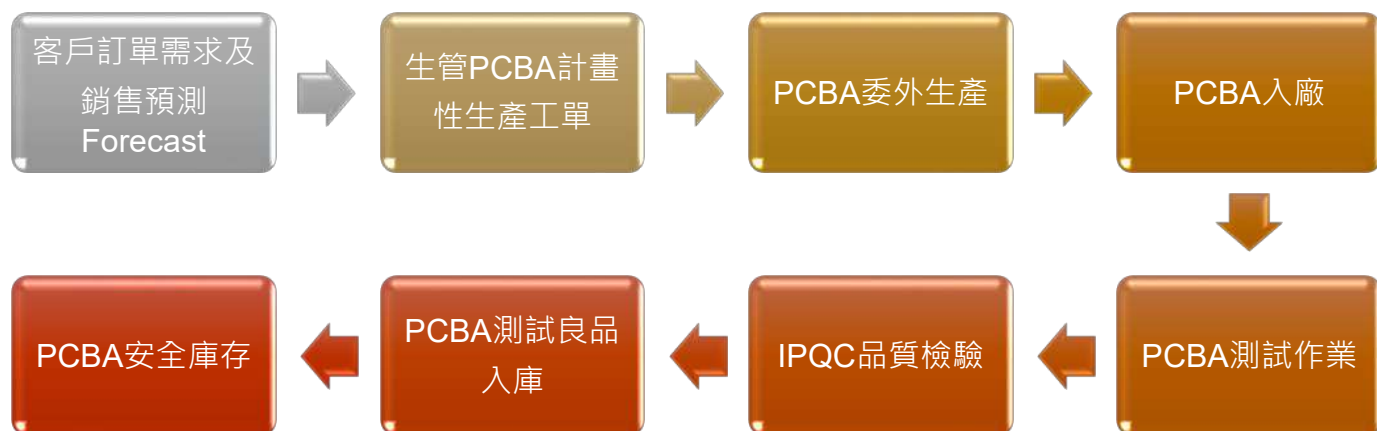 客戶訂單需求及
銷售預測
Forecast
生管PCBA計畫
性生產工單
PCBA委外生產
PCBA入廠
PCBA測試作業
IPQC品質檢驗
PCBA測試良品
入庫
PCBA安全庫存